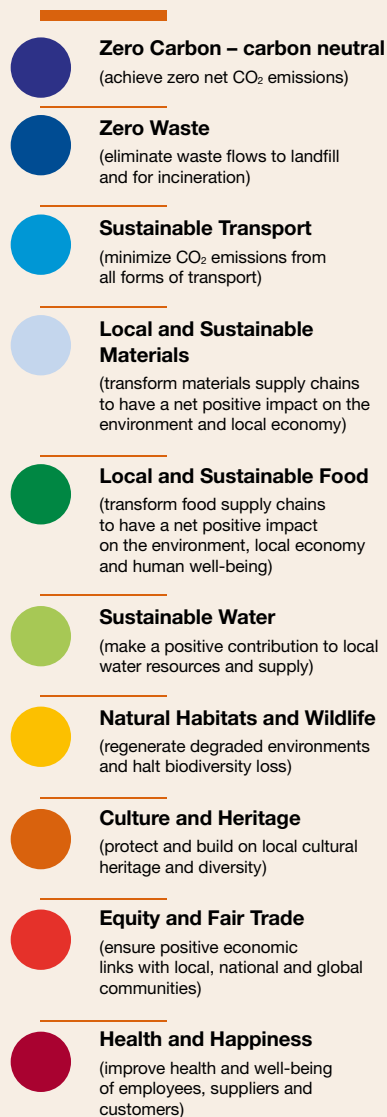 Zero Carbon – carbon neutral
(achieve zero net CO₂ emissions)
Zero Waste
(eliminate waste flows to landfill
and for incineration)
Sustainable Transport
(minimize CO₂ emissions from
all forms of transport)
Local and Sustainable
Materials
(transform materials supply chains
to have a net positive impact on the
environment and local economy)
Local and Sustainable Food
(transform food supply chains
to have a net positive impact
on the environment, local economy
and human well-being)
Sustainable Water
(make a positive contribution to local
water resources and supply)
Natural Habitats and Wildlife
(regenerate degraded environments
and halt biodiversity loss)
Culture and Heritage
(protect and build on local cultural
heritage and diversity)
Equity and Fair Trade
(ensure positive economic
links with local, national and global
communities)
Health and Happiness
(improve health and well-being
of employees, suppliers and
customers)